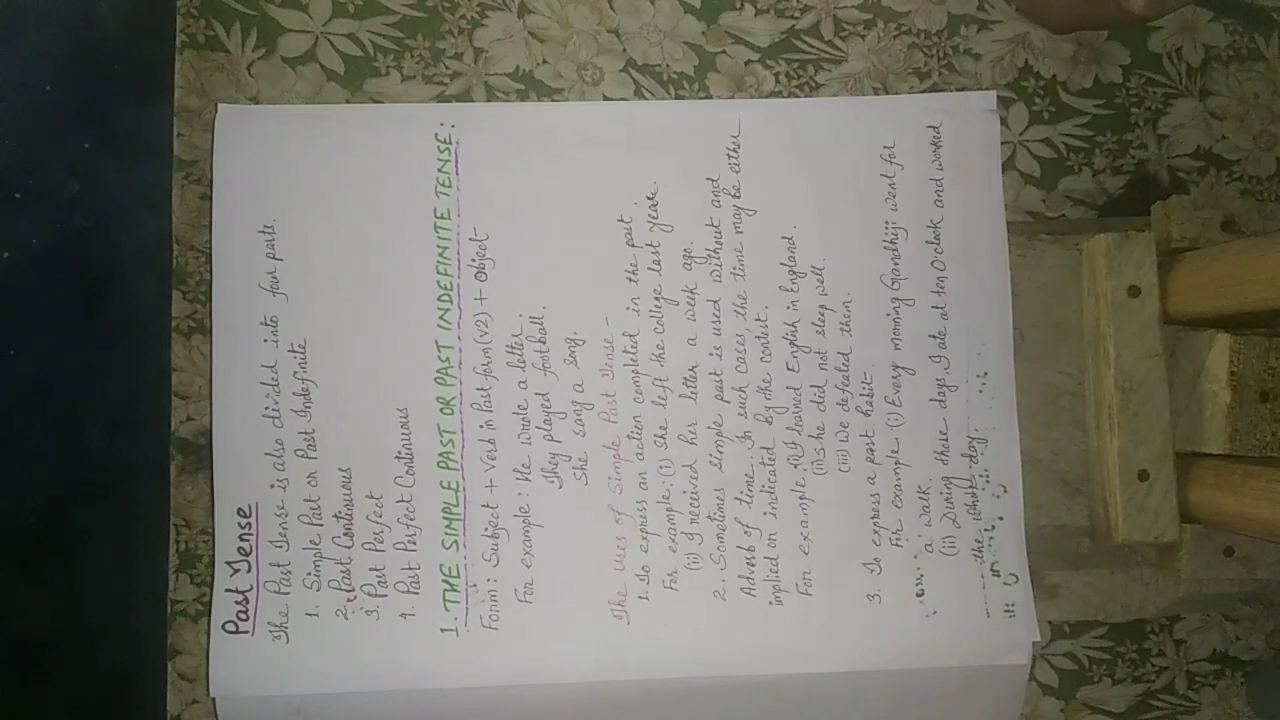 Past Tense
The Past Tense is also divided into four parts.
1. Simple Past or Past Indefinite
2. Past Continuous
3. Past Perfect
4. Past Perfect Continuous
1. THE SIMPLE PAST OR PAST INDEFINITE TENSE:
Form: Subject + Verb in Past form (V2) + Object
For example: He wrote a letter.
They played football.
She sang a song.
The uses of Simple Past Tense -
1. To express an action completed in the past.
For example: (i) She left the college last year.
(ii) I received her letter a week ago.
2. Sometimes simple past is used without and
Adverb of time. In such cases, the time may be either
implied or indicated by the contest.
For example: (i) I learned English in England.
(ii) She did not sleep well.
(iii) We defeated them.
3. To express a past habit.
For example (i) Every morning Gandhiji went for
a walk.
(ii) During those days, I ate at ten O'clock and worked
the whole day.